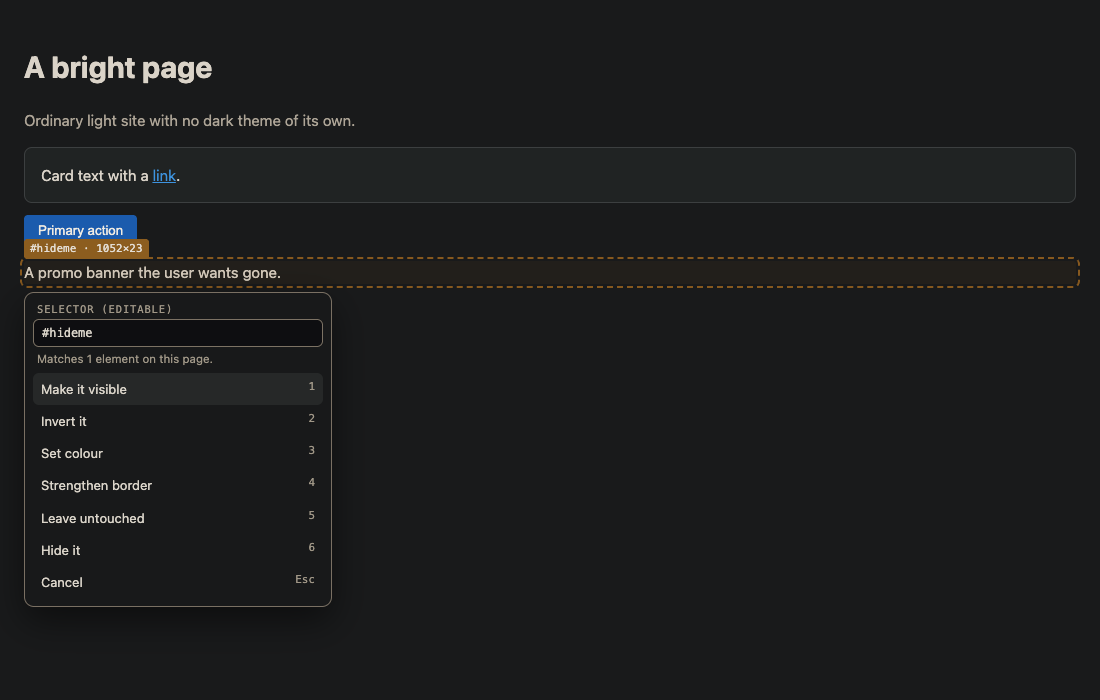 A bright page
Ordinary light site with no dark theme of its own.
Card text with a link.
Primary action
#hideme · 1052×23
A promo banner the user wants gone.
SELECTOR (EDITABLE)
#hideme
Matches 1 element on this page.
Make it visible 1
Invert it 2
Set colour 3
Strengthen border 4
Leave untouched 5
Hide it 6
Cancel Esc